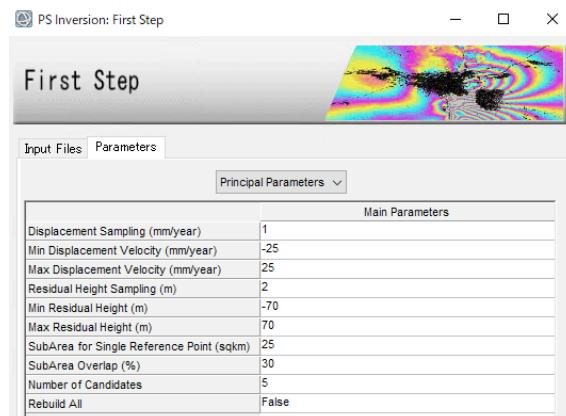 PS Inversion: First Step
First Step
Input Files Parameters
Principal Parameters
Main Parameters
Displacement Sampling (mm/year) 1
Min Displacement Velocity (mm/year) -25
Max Displacement Velocity (mm/year) 25
Residual Height Sampling (m) 2
Min Residual Height (m) -70
Max Residual Height (m) 70
SubArea for Single Reference Point (sqkm) 25
SubArea Overlap (%) 30
Number of Candidates 5
Rebuild All False